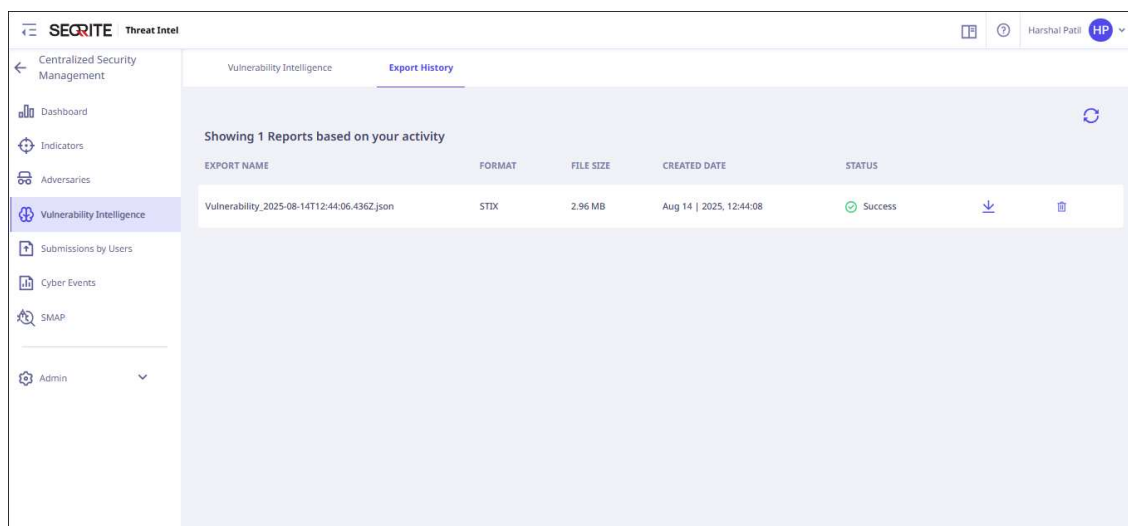 SEQRITE Threat Intel
Harshal Patil HP
Centralized Security
Management
Vulnerability Intelligence Export History
Dashboard
Indicators
Adversaries
Vulnerability Intelligence
Submissions by Users
Cyber Events
SMAP
Admin
Showing 1 Reports based on your activity
EXPORT NAME FORMAT FILE SIZE CREATED DATE STATUS
Vulnerability_2025-08-14T12:44:06.436Z.json STIX 2.96 MB Aug 14 | 2025, 12:44:08 Success